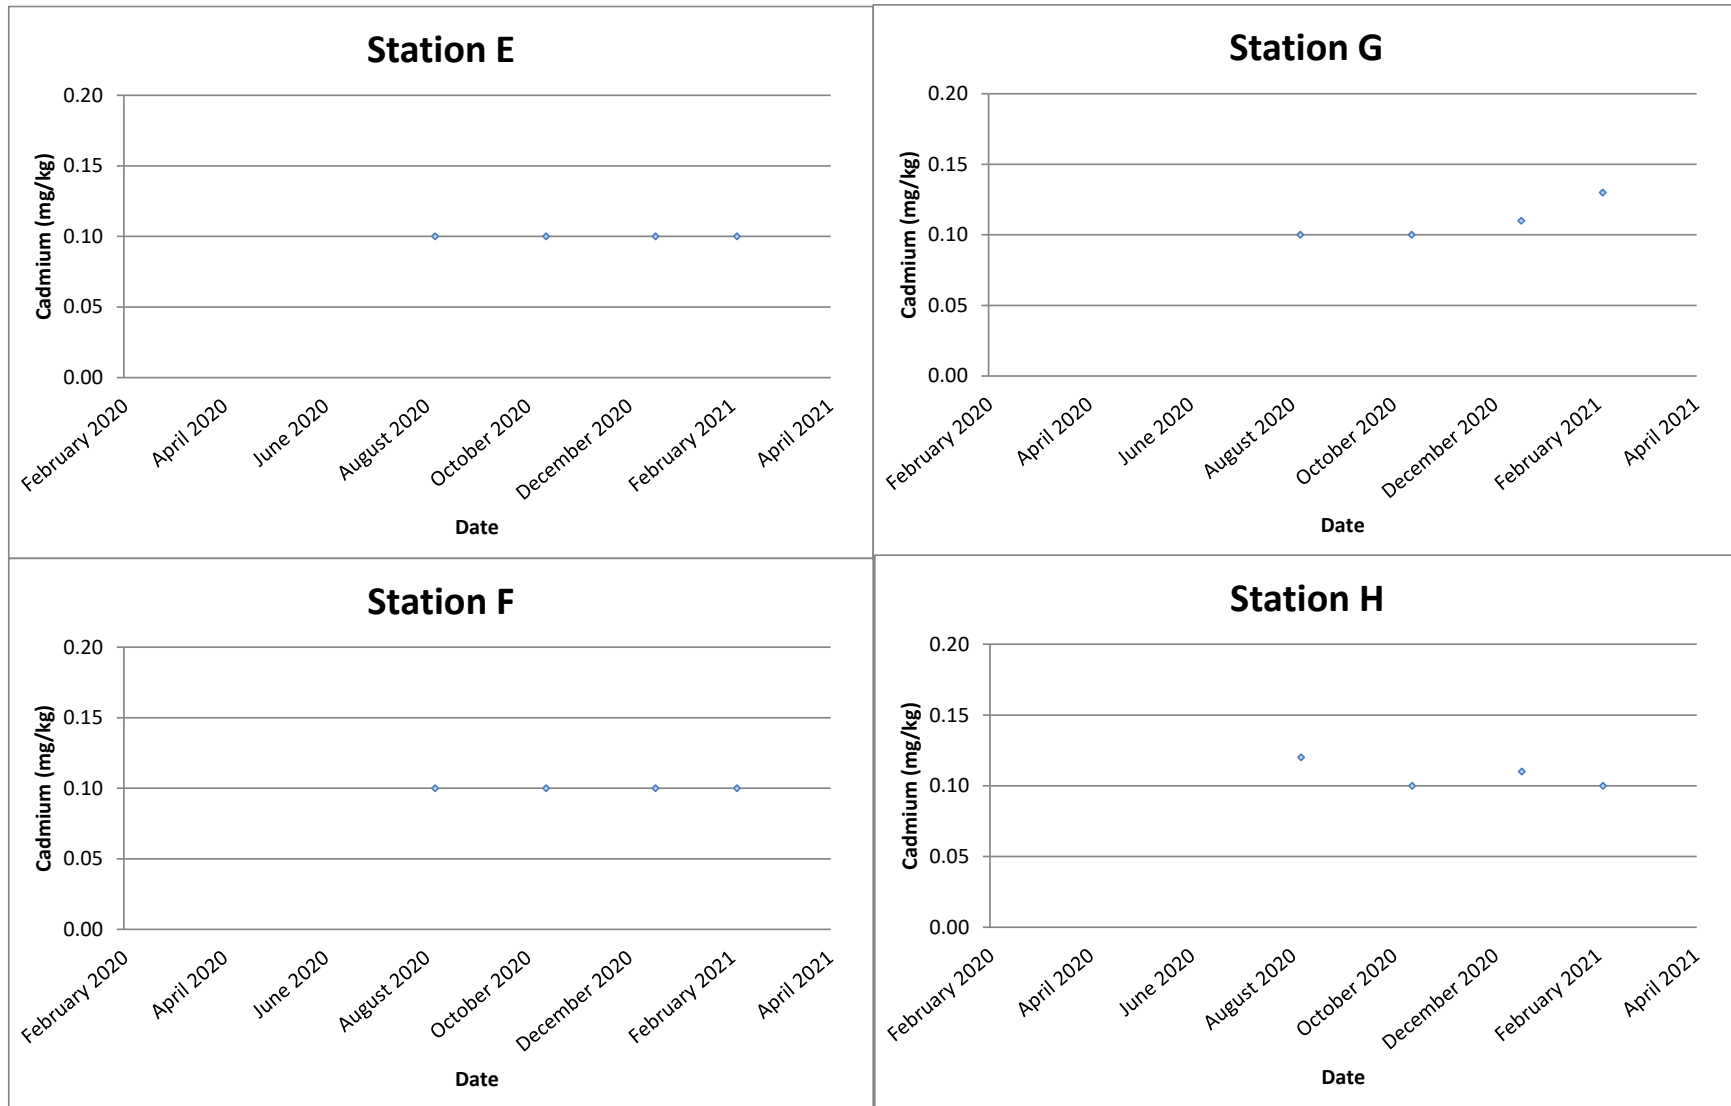 Station E
0.20
0.15
0.10
0.05
0.00
Cadmium (mg/kg)
February 2020
April 2020
June 2020
August 2020
October 2020
December 2020
February 2021
April 2021
Date
Station G
0.20
0.15
0.10
0.05
0.00
Cadmium (mg/kg)
February 2020
April 2020
June 2020
August 2020
October 2020
December 2020
February 2021
April 2021
Date
Station F
0.20
0.15
0.10
0.05
0.00
Cadmium (mg/kg)
February 2020
April 2020
June 2020
August 2020
October 2020
December 2020
February 2021
April 2021
Date
Station H
0.20
0.15
0.10
0.05
0.00
Cadmium (mg/kg)
February 2020
April 2020
June 2020
August 2020
October 2020
December 2020
February 2021
April 2021
Date